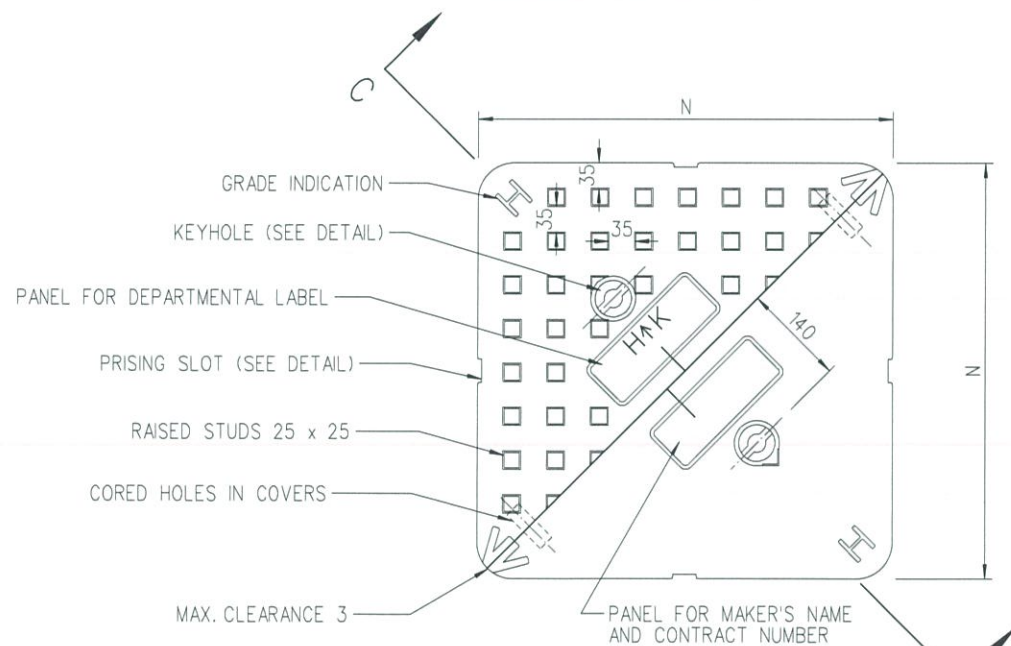 C
N
GRADE INDICATION
H
35
KEYHOLE (SEE DETAIL)
35
35
PANEL FOR DEPARTMENTAL LABEL
H↑K
140
PRISING SLOT (SEE DETAIL)
N
RAISED STUDS 25 x 25
CORED HOLES IN COVERS
H
MAX. CLEARANCE 3
PANEL FOR MAKER'S NAME
AND CONTRACT NUMBER